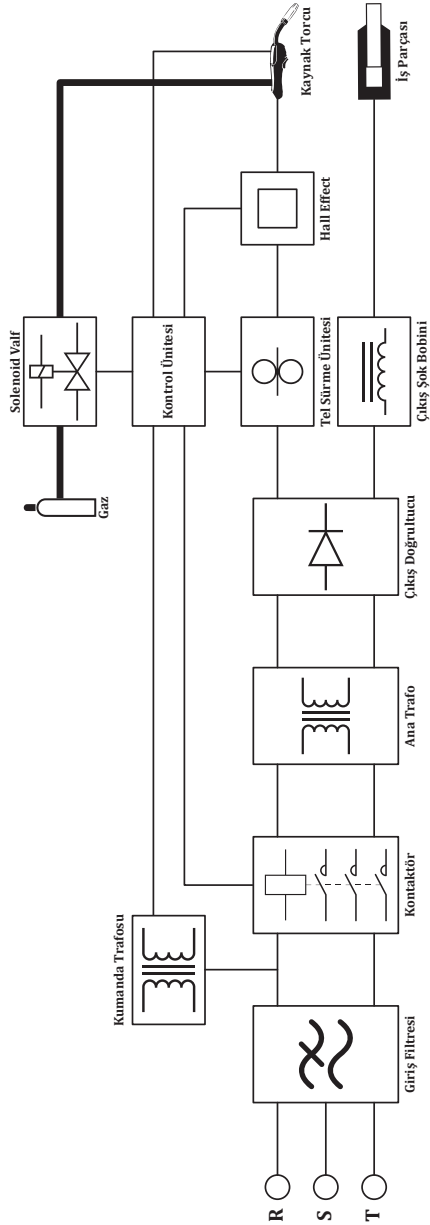 R
S
T
Giriş Filtresi
Kumanda Trafosu
Kontaktör
Ana Trafo
Çıkış Doğrultucu
Gaz
Solenoid Valf
Kontrol Ünitesi
Tel Sürme Ünitesi
Çıkış Şok Bobini
Hall Effect
Kaynak Torcu
İş Parçası